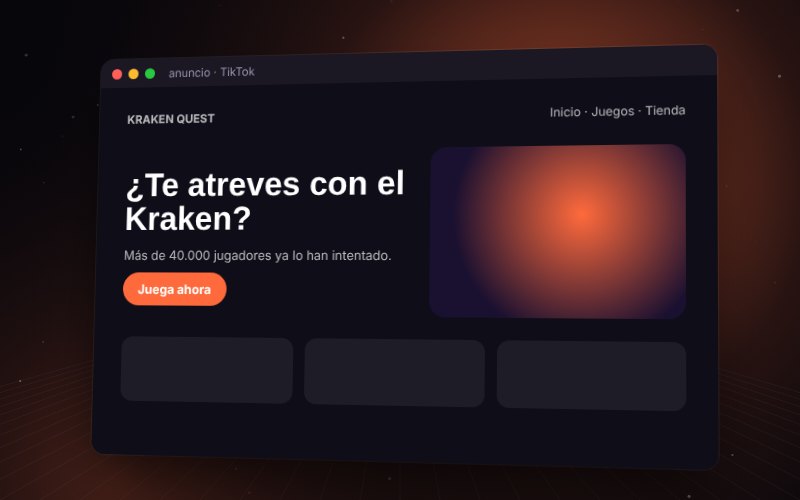 anuncio · TikTok
KRAKEN QUEST
Inicio · Juegos · Tienda
¿Te atreves con el
Kraken?
Más de 40.000 jugadores ya lo han intentado.
Juega ahora